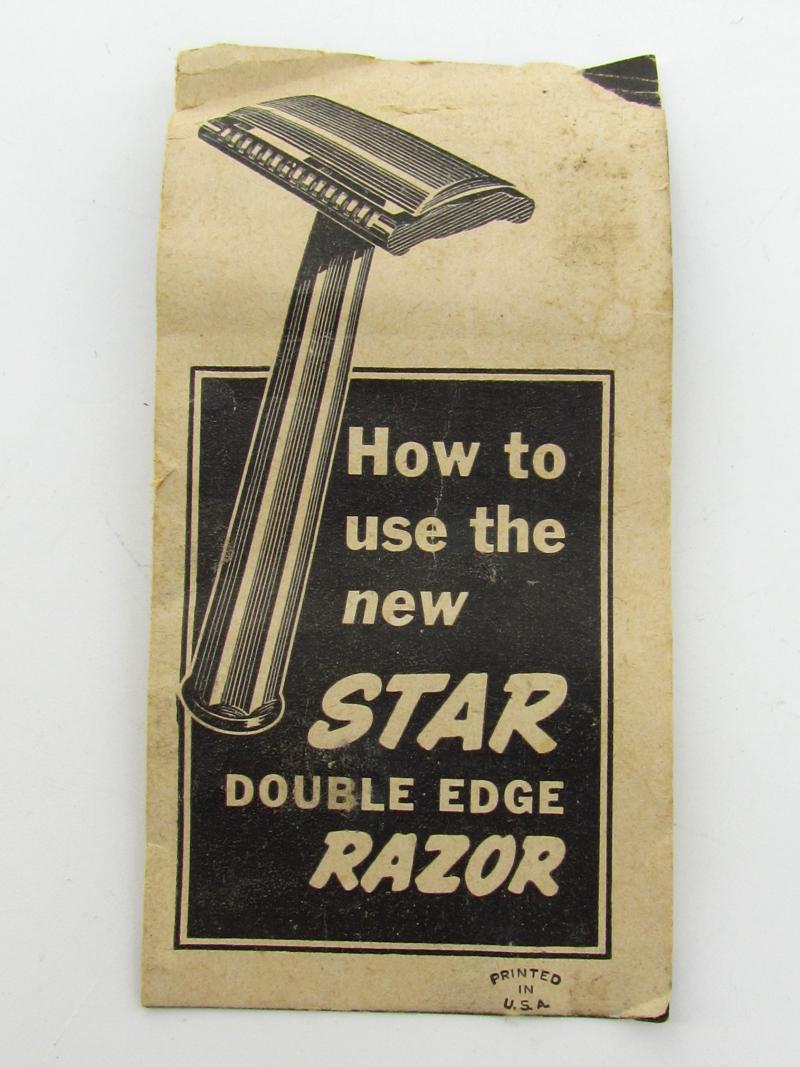 How to
use the
new
STAR
DOUBLE EDGE
RAZOR
PRINTED
IN
U.S.A.